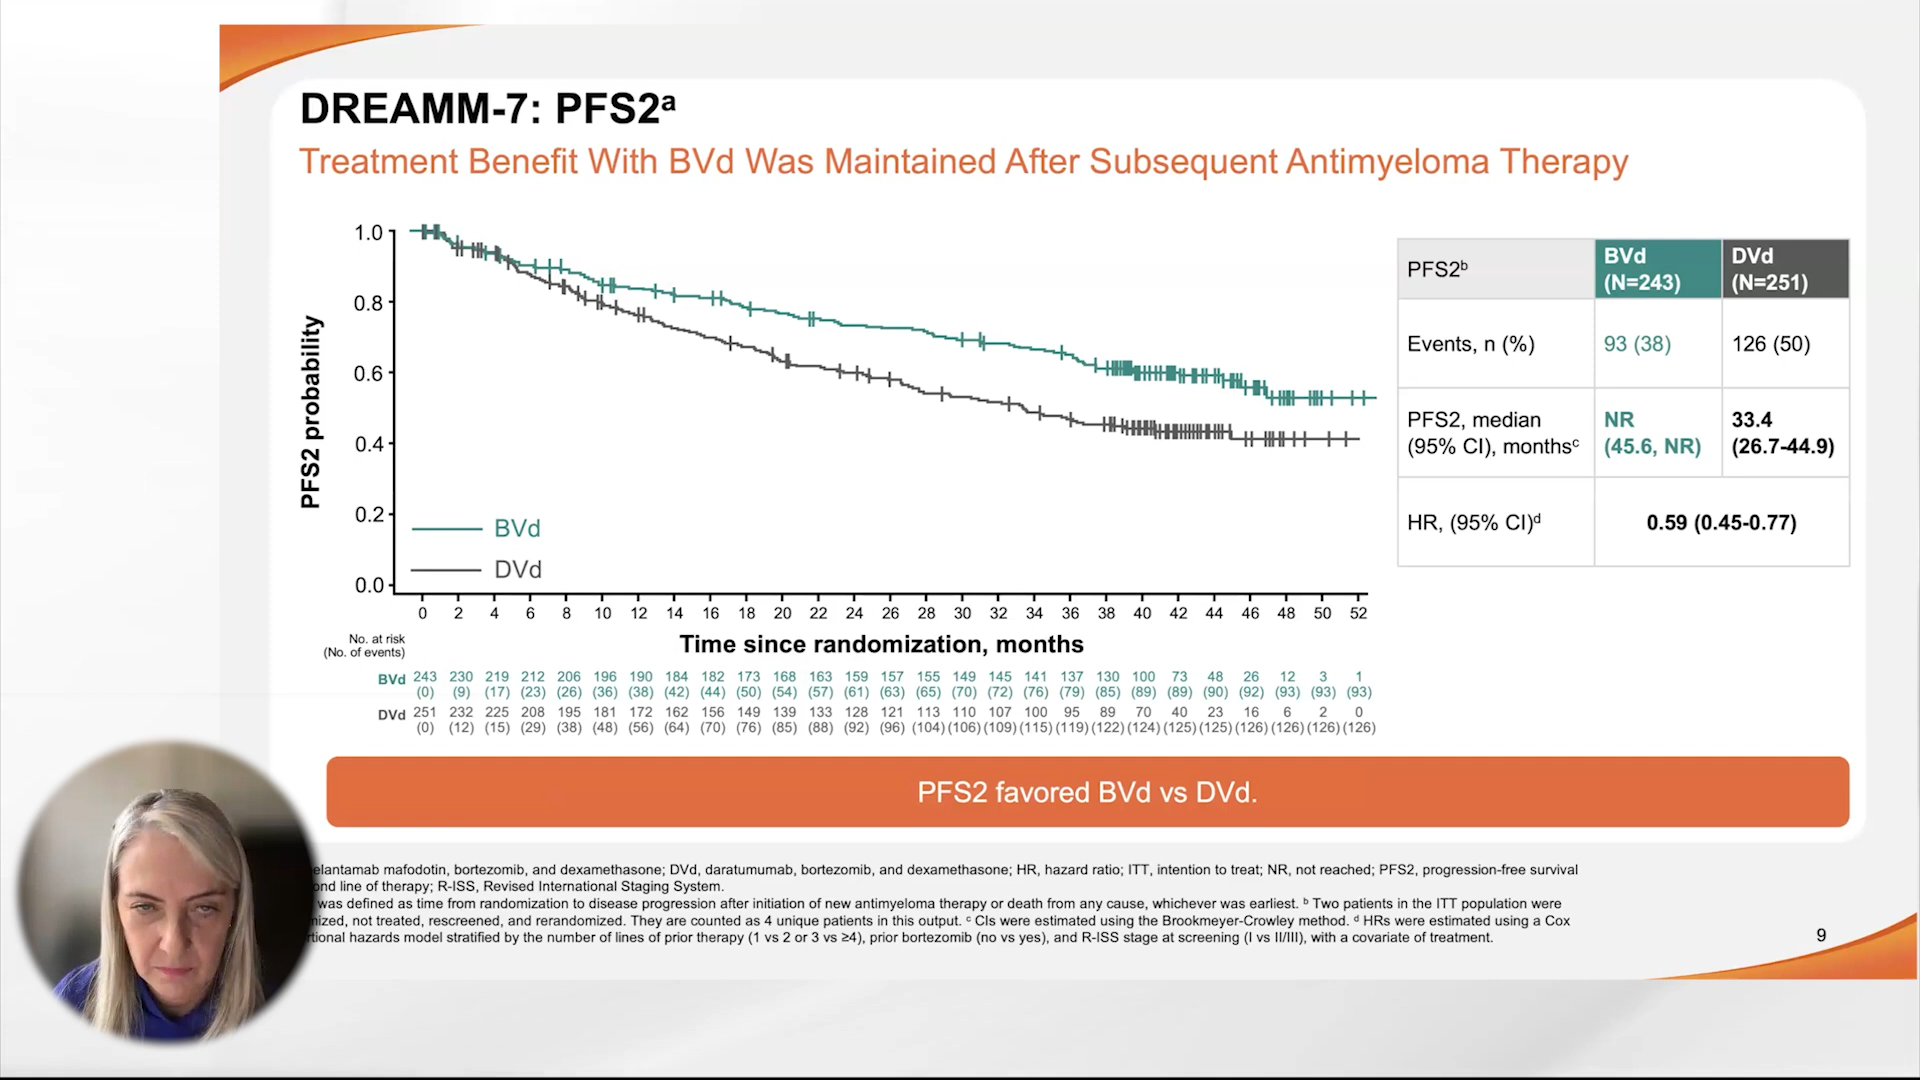 DREAMM-7: PFS2ᵃ
Treatment Benefit With BVd Was Maintained After Subsequent Antimyeloma Therapy
PFS2 probability
1.0
0.8
0.6
0.4
0.2
0.0
BVd
DVd
0 2 4 6 8 10 12 14 16 18 20 22 24 26 28 30 32 34 36 38 40 42 44 46 48 50 52
Time since randomization, months
No. at risk
(No. of events)
BVd 243 230 219 212 206 196 190 184 182 173 168 163 159 157 155 149 145 141 137 130 100 73 48 26 12 3 1
(0) (9) (17) (23) (26) (36) (38) (42) (44) (50) (54) (57) (61) (63) (65) (70) (72) (76) (79) (85) (89) (89) (90) (92) (93) (93) (93)
DVd 251 232 225 208 195 181 172 162 156 149 139 133 128 121 113 110 107 100 95 89 70 40 23 16 6 2 0
(0) (12) (15) (29) (38) (48) (56) (64) (70) (76) (85) (88) (92) (96) (104) (106) (109) (115) (119) (122) (124) (125) (125) (126) (126) (126) (126)
PFS2ᵇ BVd (N=243) DVd (N=251)
Events, n (%) 93 (38) 126 (50)
PFS2, median (95% CI), monthsᶜ NR (45.6, NR) 33.4 (26.7-44.9)
HR, (95% CI)ᵈ 0.59 (0.45-0.77)
PFS2 favored BVd vs DVd.
elantamab mafodotin, bortezomib, and dexamethasone; DVd, daratumumab, bortezomib, and dexamethasone; HR, hazard ratio; ITT, intention to treat; NR, not reached; PFS2, progression-free survival
ond line of therapy; R-ISS, Revised International Staging System.
was defined as time from randomization to disease progression after initiation of new antimyeloma therapy or death from any cause, whichever was earliest. ᵇ Two patients in the ITT population were
mized, not treated, rescreened, and rerandomized. They are counted as 4 unique patients in this output. ᶜ CIs were estimated using the Brookmeyer-Crowley method. ᵈ HRs were estimated using a Cox
rtional hazards model stratified by the number of lines of prior therapy (1 vs 2 or 3 vs ≥4), prior bortezomib (no vs yes), and R-ISS stage at screening (I vs II/III), with a covariate of treatment.
9